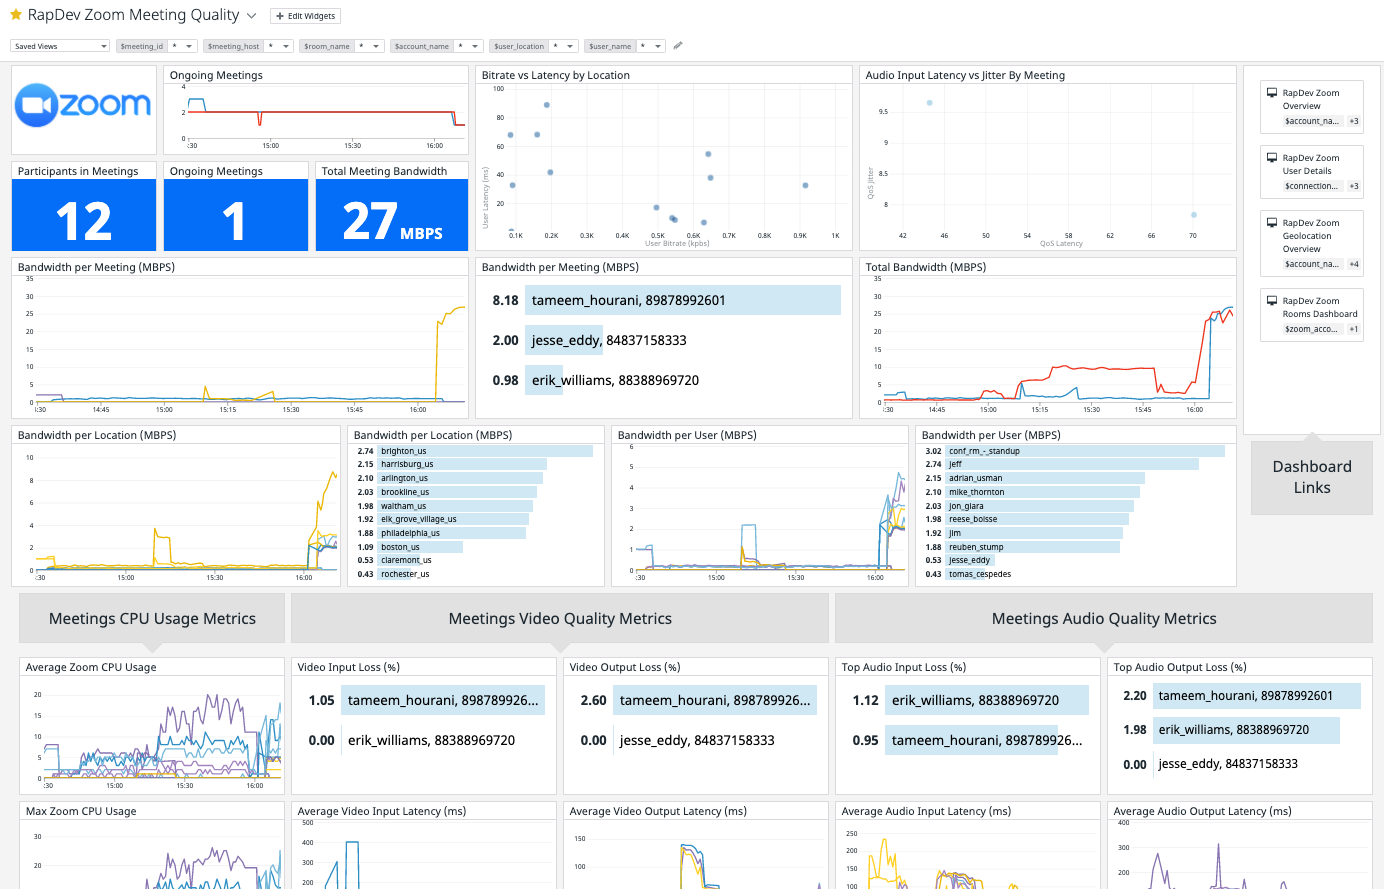 RapDev Zoom Meeting Quality
+ Edit Widgets
Saved Views
$meeting_id *
$meeting_host *
$room_name *
$account_name *
$user_location *
$user_name *
zoom
Ongoing Meetings
4
2
0
:30 15:00 15:30 16:00
Participants in Meetings
12
Ongoing Meetings
1
Total Meeting Bandwidth
27 MBPS
Bitrate vs Latency by Location
100
80
60
40
20
User Latency (ms)
0.1K 0.2K 0.3K 0.4K 0.5K 0.6K 0.7K 0.8K 0.9K 1K
User Bitrate (kpbs)
Audio Input Latency vs Jitter By Meeting
9.5
9
8.5
8
QoS Jitter
42 46 50 54 58 62 66 70
QoS Latency
RapDev Zoom
Overview
$account_na... +3
RapDev Zoom
User Details
$connection... +3
RapDev Zoom
Geolocation
Overview
$account_na... +4
RapDev Zoom
Rooms Dashboard
$zoom_acco... +1
Dashboard
Links
Bandwidth per Meeting (MBPS)
35
30
25
20
15
10
5
0
:30 14:45 15:00 15:15 15:30 15:45 16:00
Bandwidth per Meeting (MBPS)
8.18 tameem_hourani, 89878992601
2.00 jesse_eddy, 84837158333
0.98 erik_williams, 88388969720
Total Bandwidth (MBPS)
35
30
25
20
15
10
5
0
:30 14:45 15:00 15:15 15:30 15:45 16:00
Bandwidth per Location (MBPS)
10
8
6
4
2
0
:30 15:00 15:30 16:00
Bandwidth per Location (MBPS)
2.74 brighton_us
2.15 harrisburg_us
2.10 arlington_us
2.03 brookline_us
1.98 waltham_us
1.92 elk_grove_village_us
1.88 philadelphia_us
1.09 boston_us
0.53 claremont_us
0.43 rochester_us
Bandwidth per User (MBPS)
6
5
4
3
2
1
0
:30 15:00 15:30 16:00
Bandwidth per User (MBPS)
3.02 conf_rm_-_standup
2.74 jeff
2.15 adrian_usman
2.10 mike_thornton
2.03 jon_giara
1.98 reese_boisse
1.92 jim
1.88 reuben_stump
0.53 jesse_eddy
0.43 tomas_cespedes
Meetings CPU Usage Metrics
Meetings Video Quality Metrics
Meetings Audio Quality Metrics
Average Zoom CPU Usage
20
15
10
5
0
:30 15:00 15:30 16:00
Video Input Loss (%)
1.05 tameem_hourani, 898789926...
0.00 erik_williams, 88388969720
Video Output Loss (%)
2.60 tameem_hourani, 898789926...
0.00 jesse_eddy, 84837158333
Top Audio Input Loss (%)
1.12 erik_williams, 88388969720
0.95 tameem_hourani, 898789926...
Top Audio Output Loss (%)
2.20 tameem_hourani, 89878992601
1.98 erik_williams, 88388969720
0.00 jesse_eddy, 84837158333
Max Zoom CPU Usage
30
20
Average Video Input Latency (ms)
500
400
300
200
Average Video Output Latency (ms)
150
100
Average Audio Input Latency (ms)
250
200
150
100
Average Audio Output Latency (ms)
400
300
200